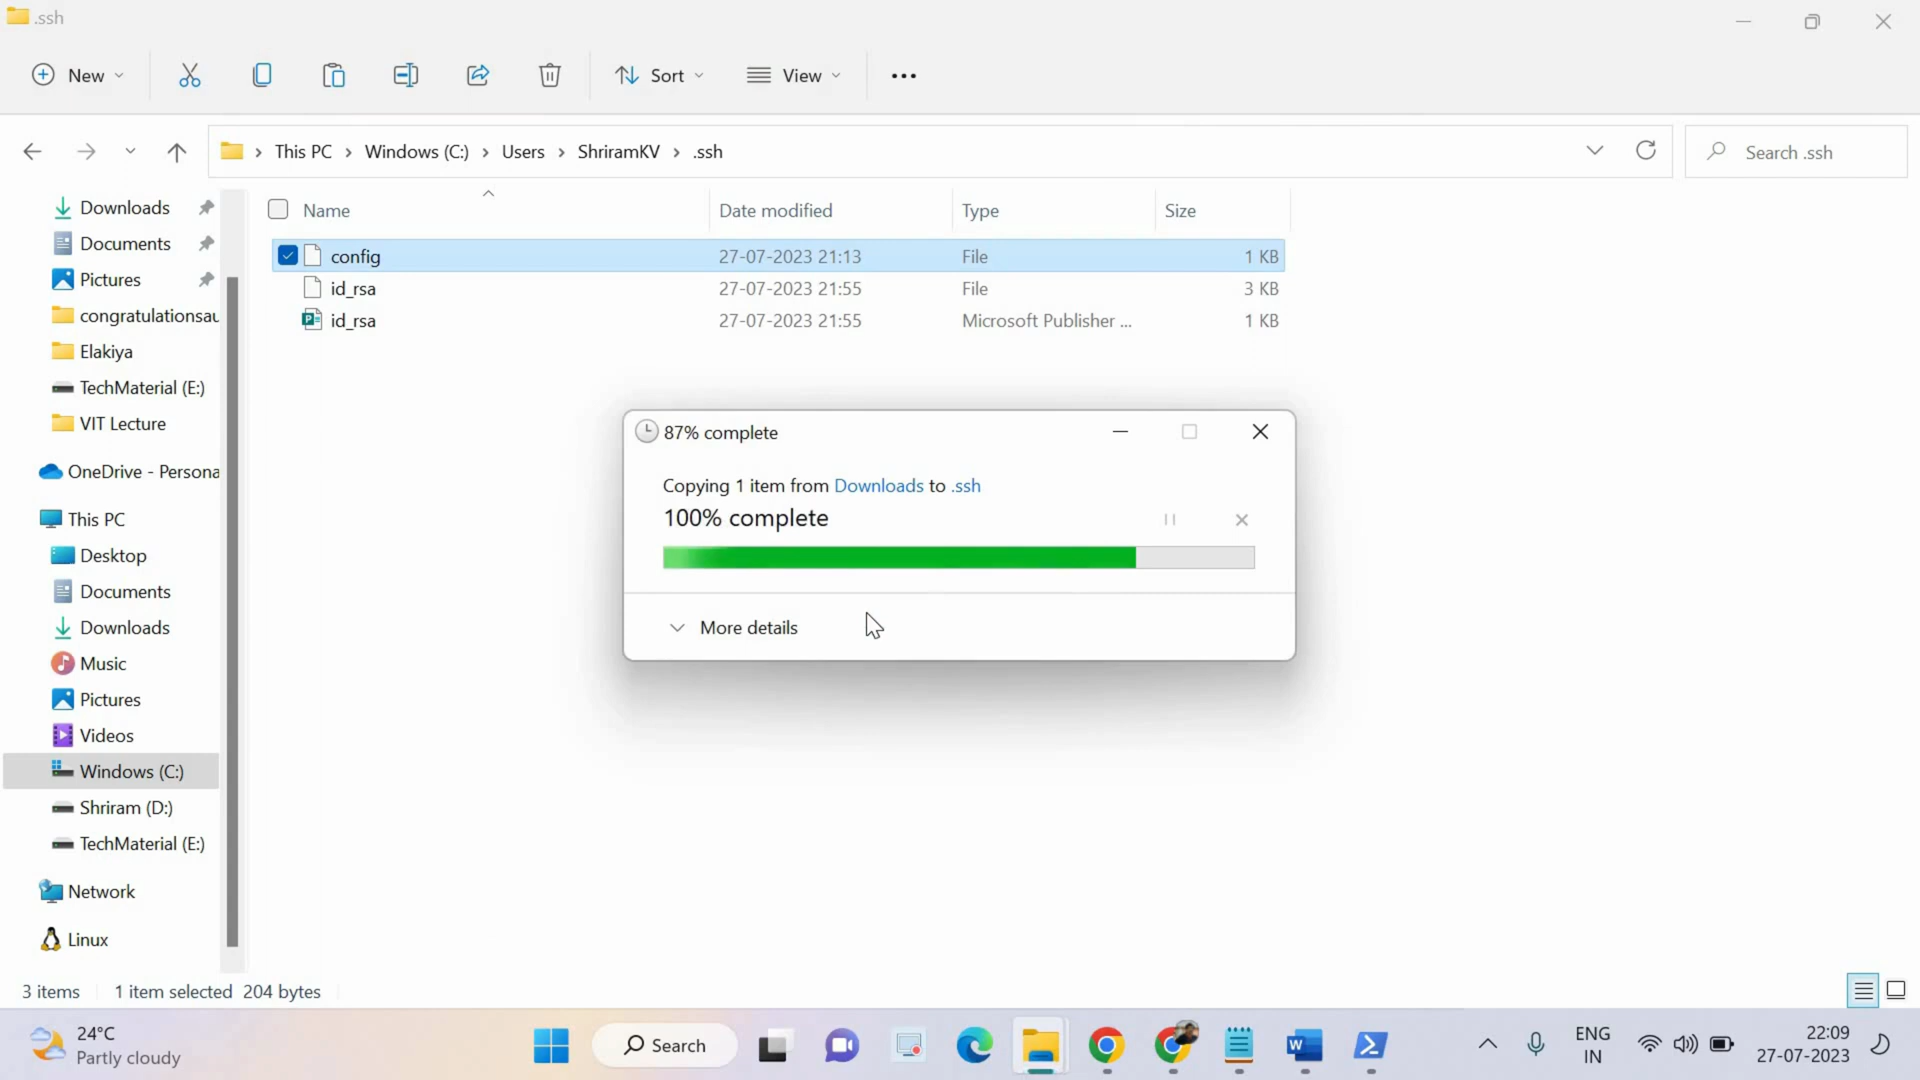 .ssh
New
Sort
View
This PC > Windows (C:) > Users > ShriramKV > .ssh
Search .ssh
Name
Date modified
Type
Size
config 27-07-2023 21:13 File 1 KB
id_rsa 27-07-2023 21:55 File 3 KB
id_rsa 27-07-2023 21:55 Microsoft Publisher ... 1 KB
Downloads
Documents
Pictures
congratulationsau
Elakiya
TechMaterial (E:)
VIT Lecture
OneDrive - Persona
This PC
Desktop
Documents
Downloads
Music
Pictures
Videos
Windows (C:)
Shriram (D:)
TechMaterial (E:)
Network
Linux
87% complete
Copying 1 item from Downloads to .ssh
100% complete
More details
3 items
1 item selected 204 bytes
24°C
Partly cloudy
Search
ENG
IN
22:09
27-07-2023